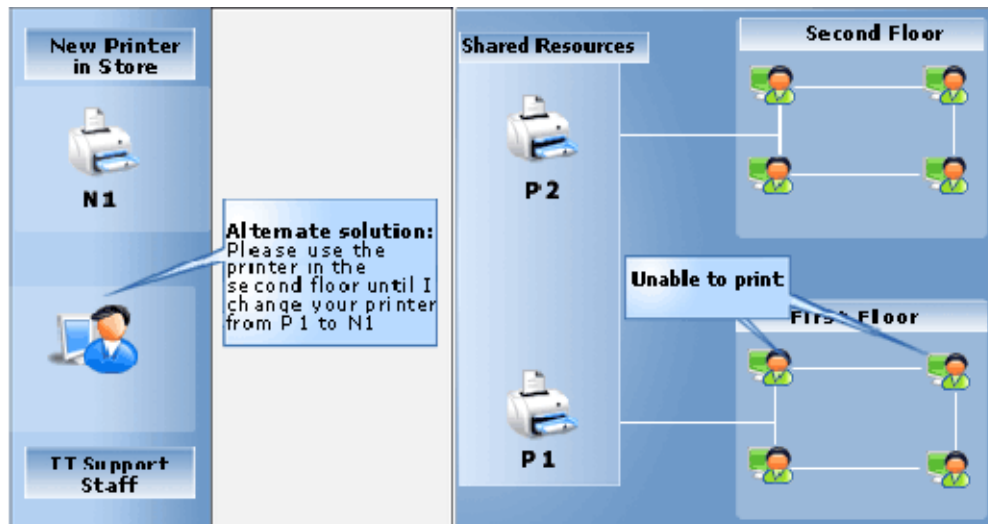 New Printer
in Store
N1
Alternate solution:
Please use the
printer in the
second floor until I
change your printer
from P1 to N1
IT Support
Staff
Shared Resources
P2
P1
Second Floor
Unable to print
First Floor